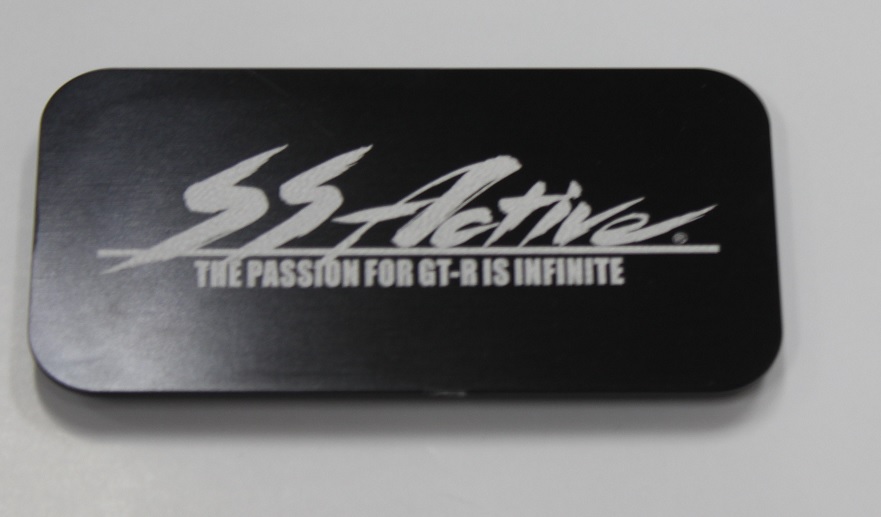 SS Active®
THE PASSION FOR GT-R IS INFINITE